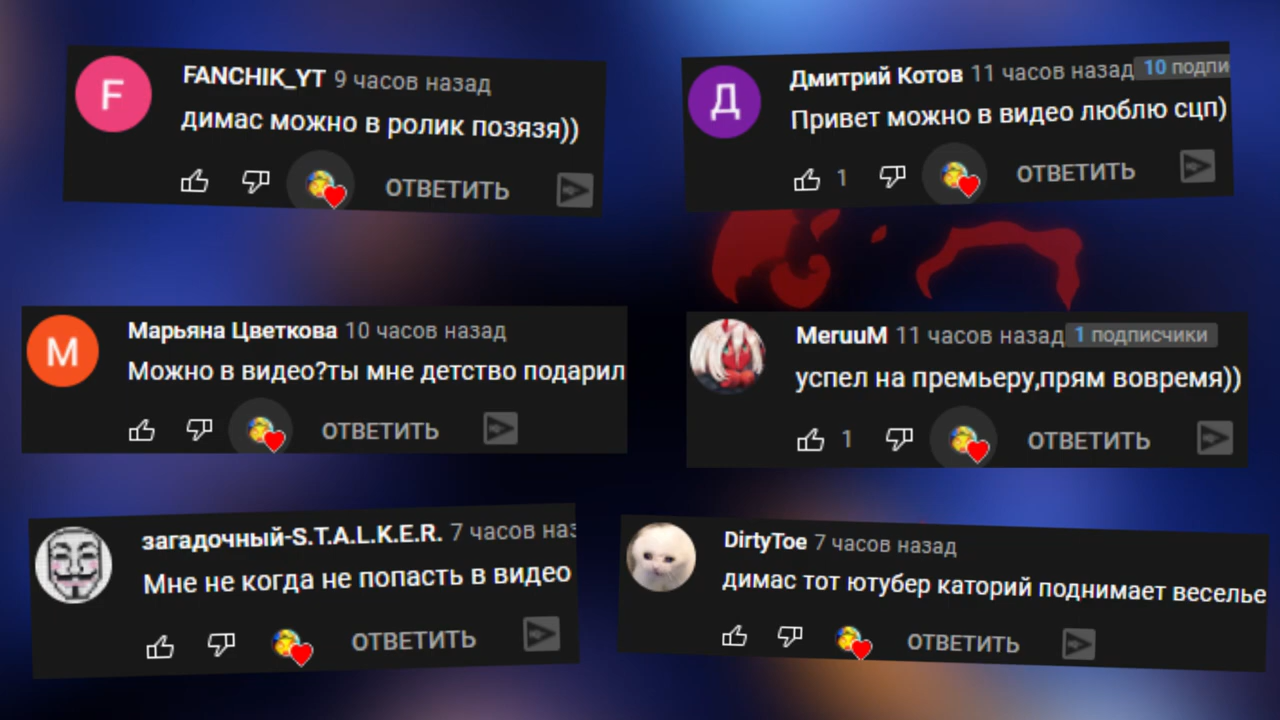 F
FANCHIK_YT 9 часов назад
димас можно в ролик позязя))
ОТВЕТИТЬ
Д
Дмитрий Котов 11 часов назад 10 подпи
Привет можно в видео люблю сцп)
1
ОТВЕТИТЬ
М
Марьяна Цветкова 10 часов назад
Можно в видео?ты мне детство подарил
ОТВЕТИТЬ
MeruuM 11 часов назад 1 подписчики
успел на премьеру,прям вовремя))
1
ОТВЕТИТЬ
загадочный-S.T.A.L.K.E.R. 7 часов наз
Мне не когда не попасть в видео
ОТВЕТИТЬ
DirtyToe 7 часов назад
димас тот ютубер каторий поднимает веселье
ОТВЕТИТЬ